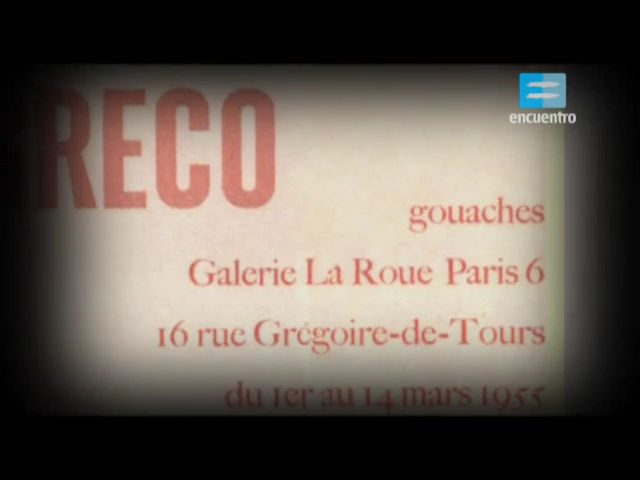 RECO
encuentro
gouaches
Galerie La Roue Paris 6
16 rue Grégoire-de-Tours
du 1er au 14 mars 1955